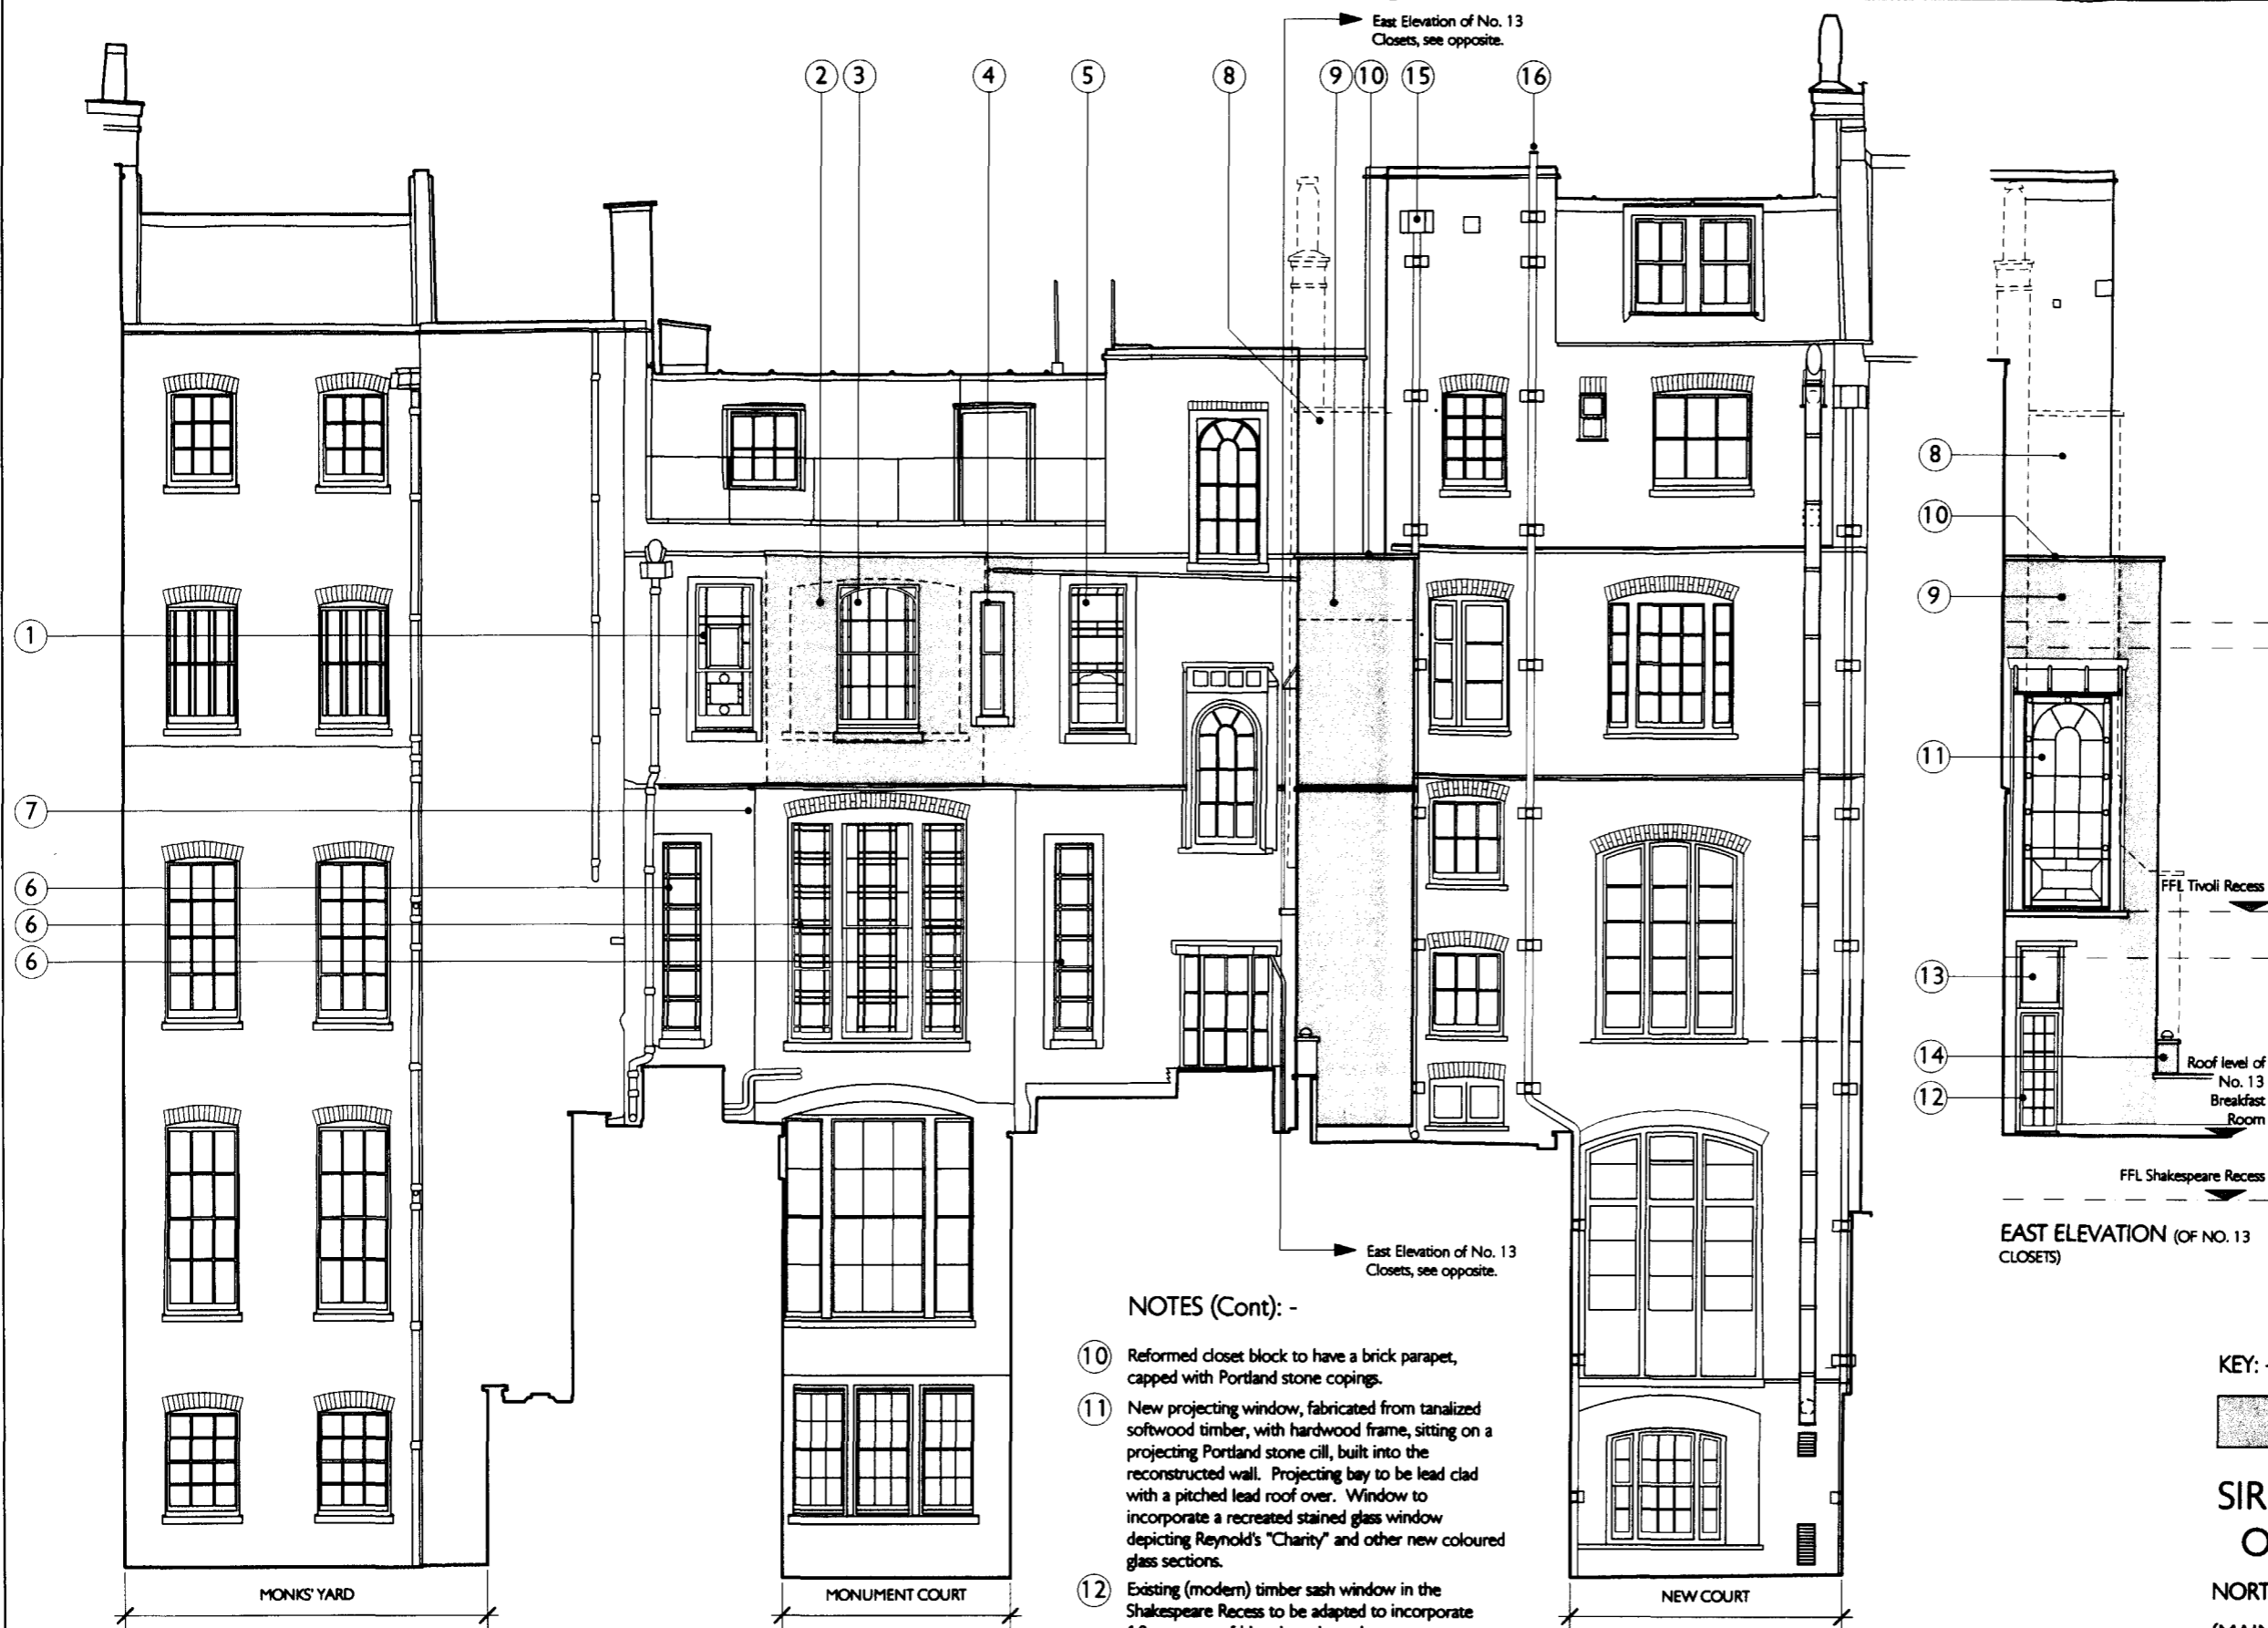 East Elevation of No. 13
Closets, see opposite.
2 3 4 5 8 9 10 15 16
1
7
6
6
6
8
10
9
11
FFL Tivoli Recess
13
14
Roof level of
No. 13
Breakfast
Room
12
FFL Shakespeare Recess
EAST ELEVATION (OF NO. 13
CLOSETS)
East Elevation of No. 13
Closets, see opposite.
NOTES (Cont): -
10 Reformed closet block to have a brick parapet,
capped with Portland stone copings.
11 New projecting window, fabricated from tanalized
softwood timber, with hardwood frame, sitting on a
projecting Portland stone cill, built into the
reconstructed wall. Projecting bay to be lead clad
with a pitched lead roof over. Window to
incorporate a recreated stained glass window
depicting Reynold's "Charity" and other new coloured
glass sections.
12 Existing (modern) timber sash window in the
Shakespeare Recess to be adapted to incorporate
KEY: -
SIR
O
NORT
MONKS' YARD
MONUMENT COURT
NEW COURT